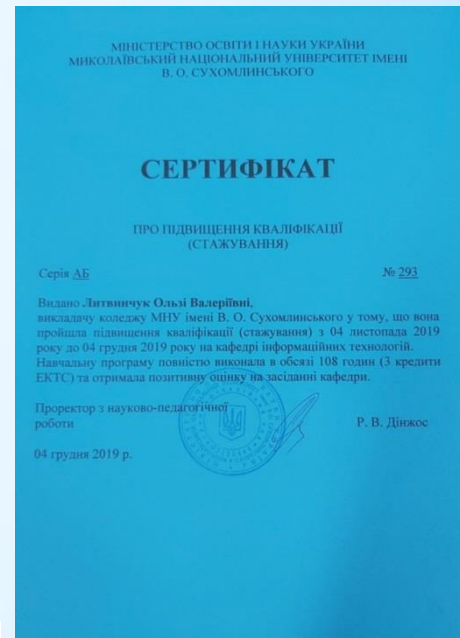 МІНІСТЕРСТВО ОСВІТИ І НАУКИ УКРАЇНИ
МИКОЛАЇВСЬКИЙ НАЦІОНАЛЬНИЙ УНІВЕРСИТЕТ ІМЕНІ
В. О. СУХОМЛИНСЬКОГО
СЕРТИФІКАТ
ПРО ПІДВИЩЕННЯ КВАЛІФІКАЦІЇ
(СТАЖУВАННЯ)
Серія АБ № 293
Видано Литвинчук Ользі Валеріївні,
викладачу коледжу МНУ імені В. О. Сухомлинського у тому, що вона
пройшла підвищення кваліфікації (стажування) з 04 листопада 2019
року до 04 грудня 2019 року на кафедрі інформаційних технологій.
Навчальну програму повністю виконала в обсязі 108 годин (3 кредити
ЕКТС) та отримала позитивну оцінку на засіданні кафедри.
Проректор з науково-педагогічної
роботи Р. В. Дінжос
04 грудня 2019 р.